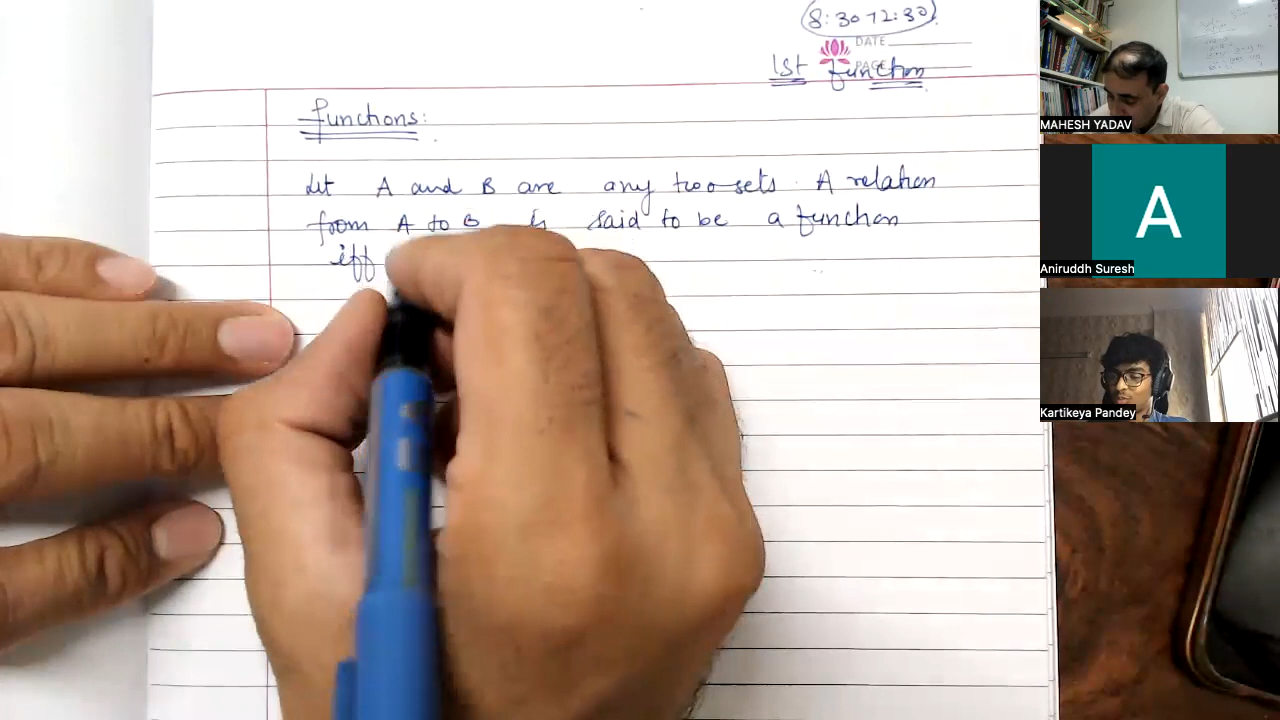 8:30-12:30
DATE
PAGE
1st function
functions:
Let A and B are any two sets. A relation
from A to B is said to be a function
iff
MAHESH YADAV
A
Aniruddh Suresh
Kartikeya Pandey